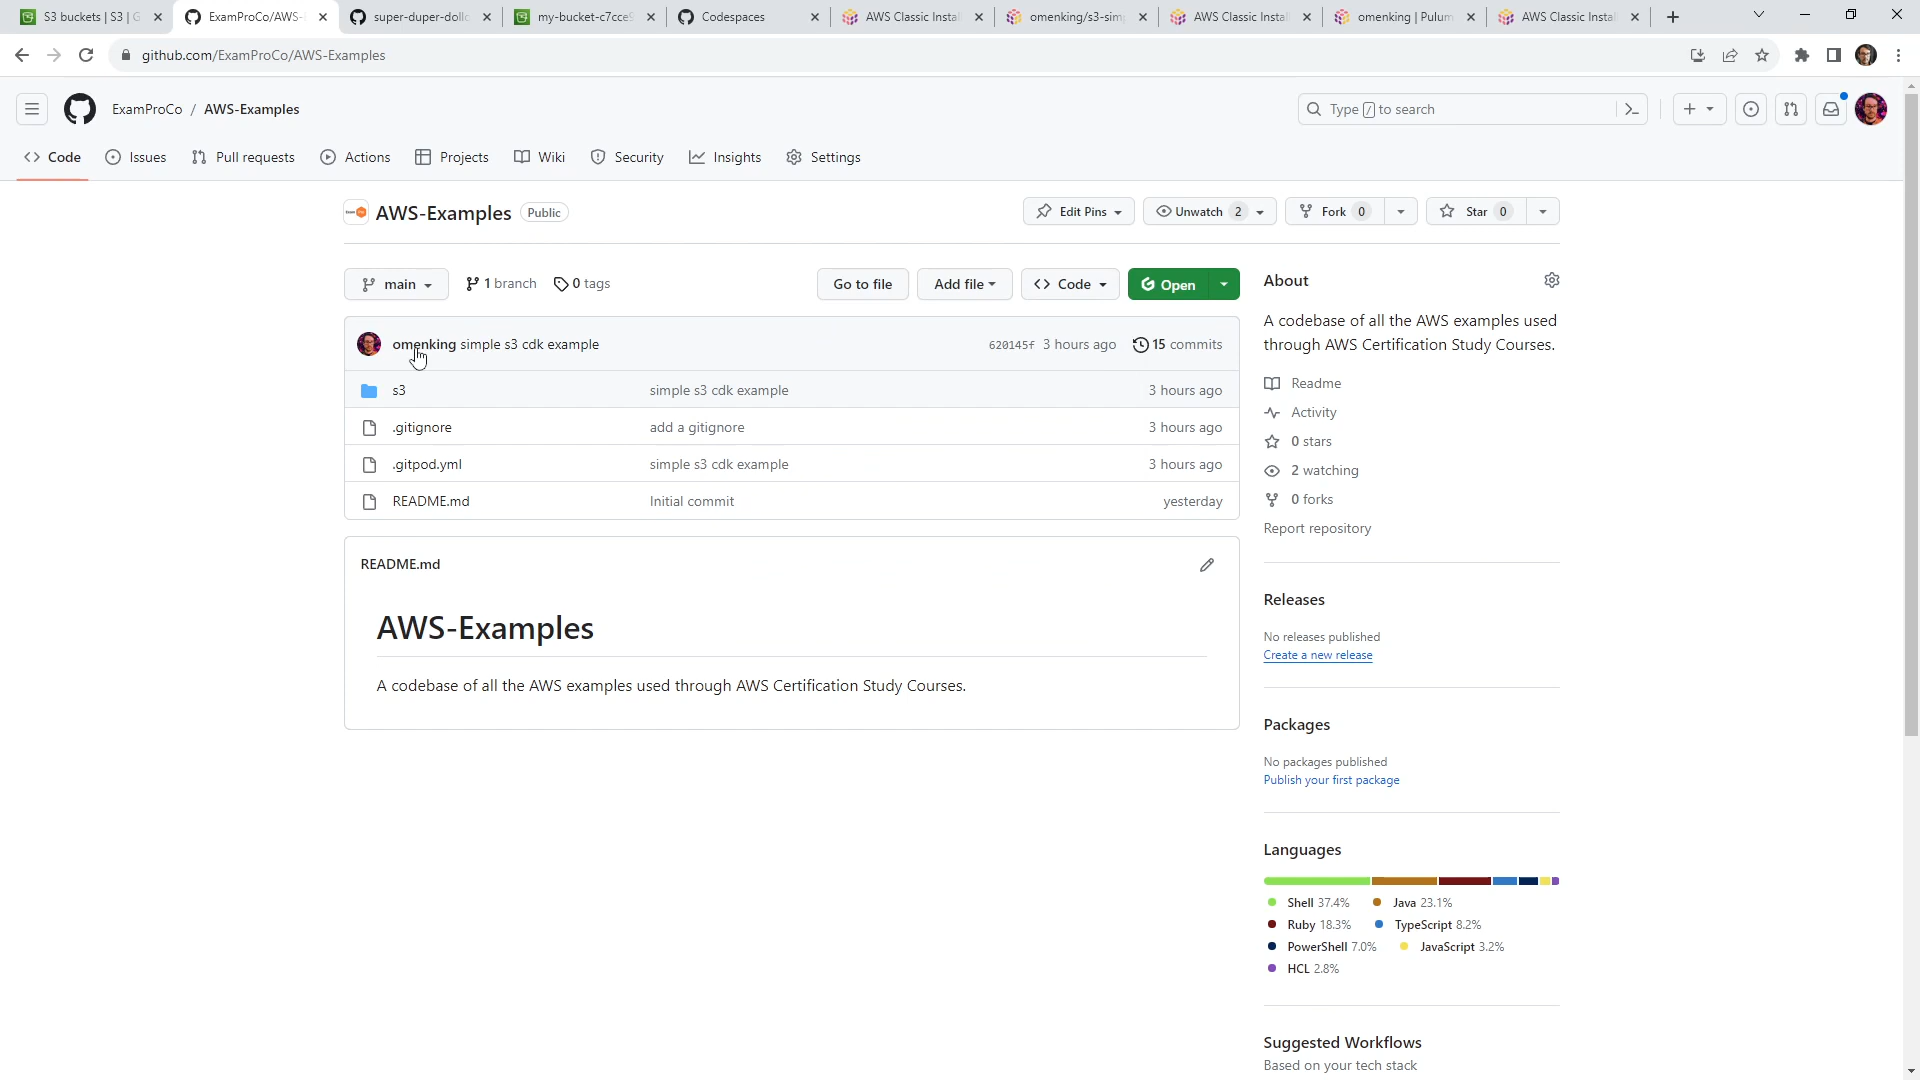 S3 buckets | S3 | G
ExamProCo/AWS-
super-duper-dollo
my-bucket-c7cce9
Codespaces
AWS Classic Instal
omenking/s3-sim
AWS Classic Instal
omenking | Pulum
AWS Classic Instal
github.com/ExamProCo/AWS-Examples
ExamProCo / AWS-Examples
Type / to search
Code
Issues
Pull requests
Actions
Projects
Wiki
Security
Insights
Settings
AWS-Examples Public
Edit Pins
Unwatch 2
Fork 0
Star 0
main
1 branch
0 tags
Go to file
Add file
Code
Open
omenking simple s3 cdk example 620145f 3 hours ago 15 commits
s3 simple s3 cdk example 3 hours ago
.gitignore add a gitignore 3 hours ago
.gitpod.yml simple s3 cdk example 3 hours ago
README.md Initial commit yesterday
README.md
AWS-Examples
A codebase of all the AWS examples used through AWS Certification Study Courses.
About
A codebase of all the AWS examples used
through AWS Certification Study Courses.
Readme
Activity
0 stars
2 watching
0 forks
Report repository
Releases
No releases published
Create a new release
Packages
No packages published
Publish your first package
Languages
Shell 37.4% Java 23.1%
Ruby 18.3% TypeScript 8.2%
PowerShell 7.0% JavaScript 3.2%
HCL 2.8%
Suggested Workflows
Based on your tech stack